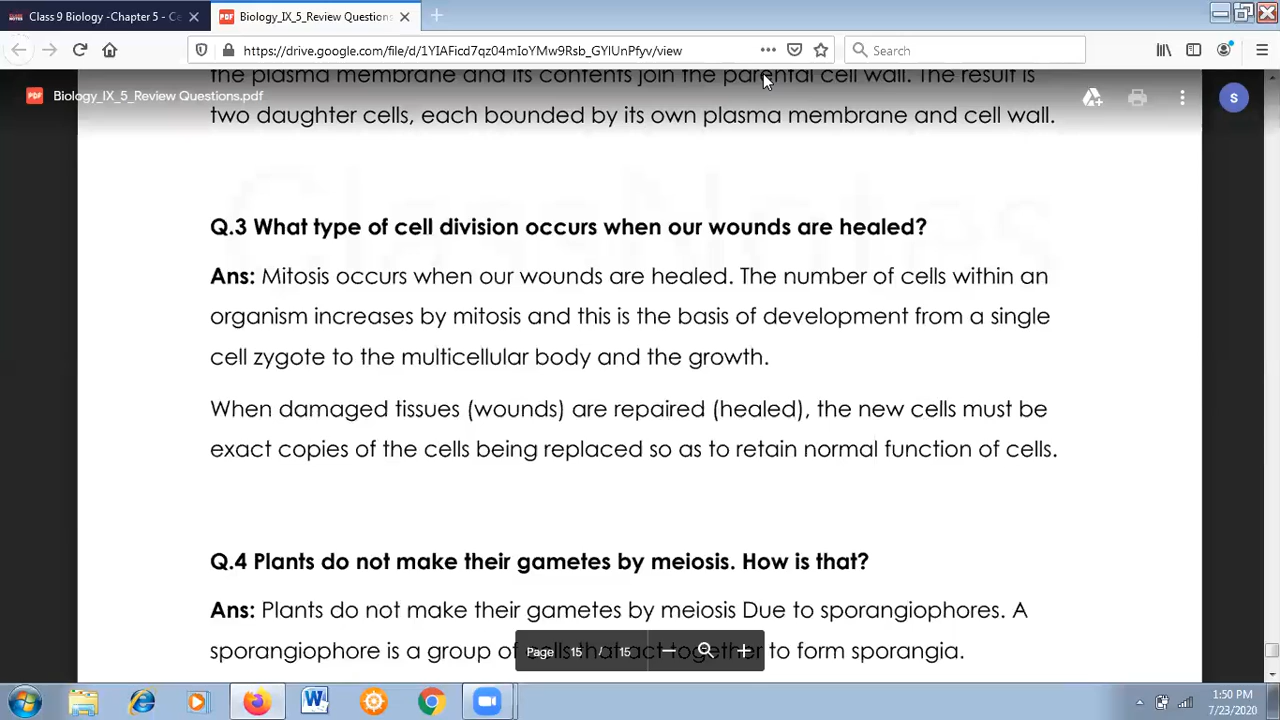 Class 9 Biology -Chapter 5 - Ce
Biology_IX_5_Review Questions
https://drive.google.com/file/d/1YIAFicd7qz04mIoYMw9Rsb_GYlUnPfyv/view
Search
the plasma membrane and its contents join the parental cell wall. The result is
Biology_IX_5_Review Questions.pdf
S
two daughter cells, each bounded by its own plasma membrane and cell wall.
Q.3 What type of cell division occurs when our wounds are healed?
Ans: Mitosis occurs when our wounds are healed. The number of cells within an
organism increases by mitosis and this is the basis of development from a single
cell zygote to the multicellular body and the growth.
When damaged tissues (wounds) are repaired (healed), the new cells must be
exact copies of the cells being replaced so as to retain normal function of cells.
Q.4 Plants do not make their gametes by meiosis. How is that?
Ans: Plants do not make their gametes by meiosis Due to sporangiophores. A
sporangiophore is a group of cells that act together to form sporangia.
Page 15 / 15
1:50 PM
7/23/2020